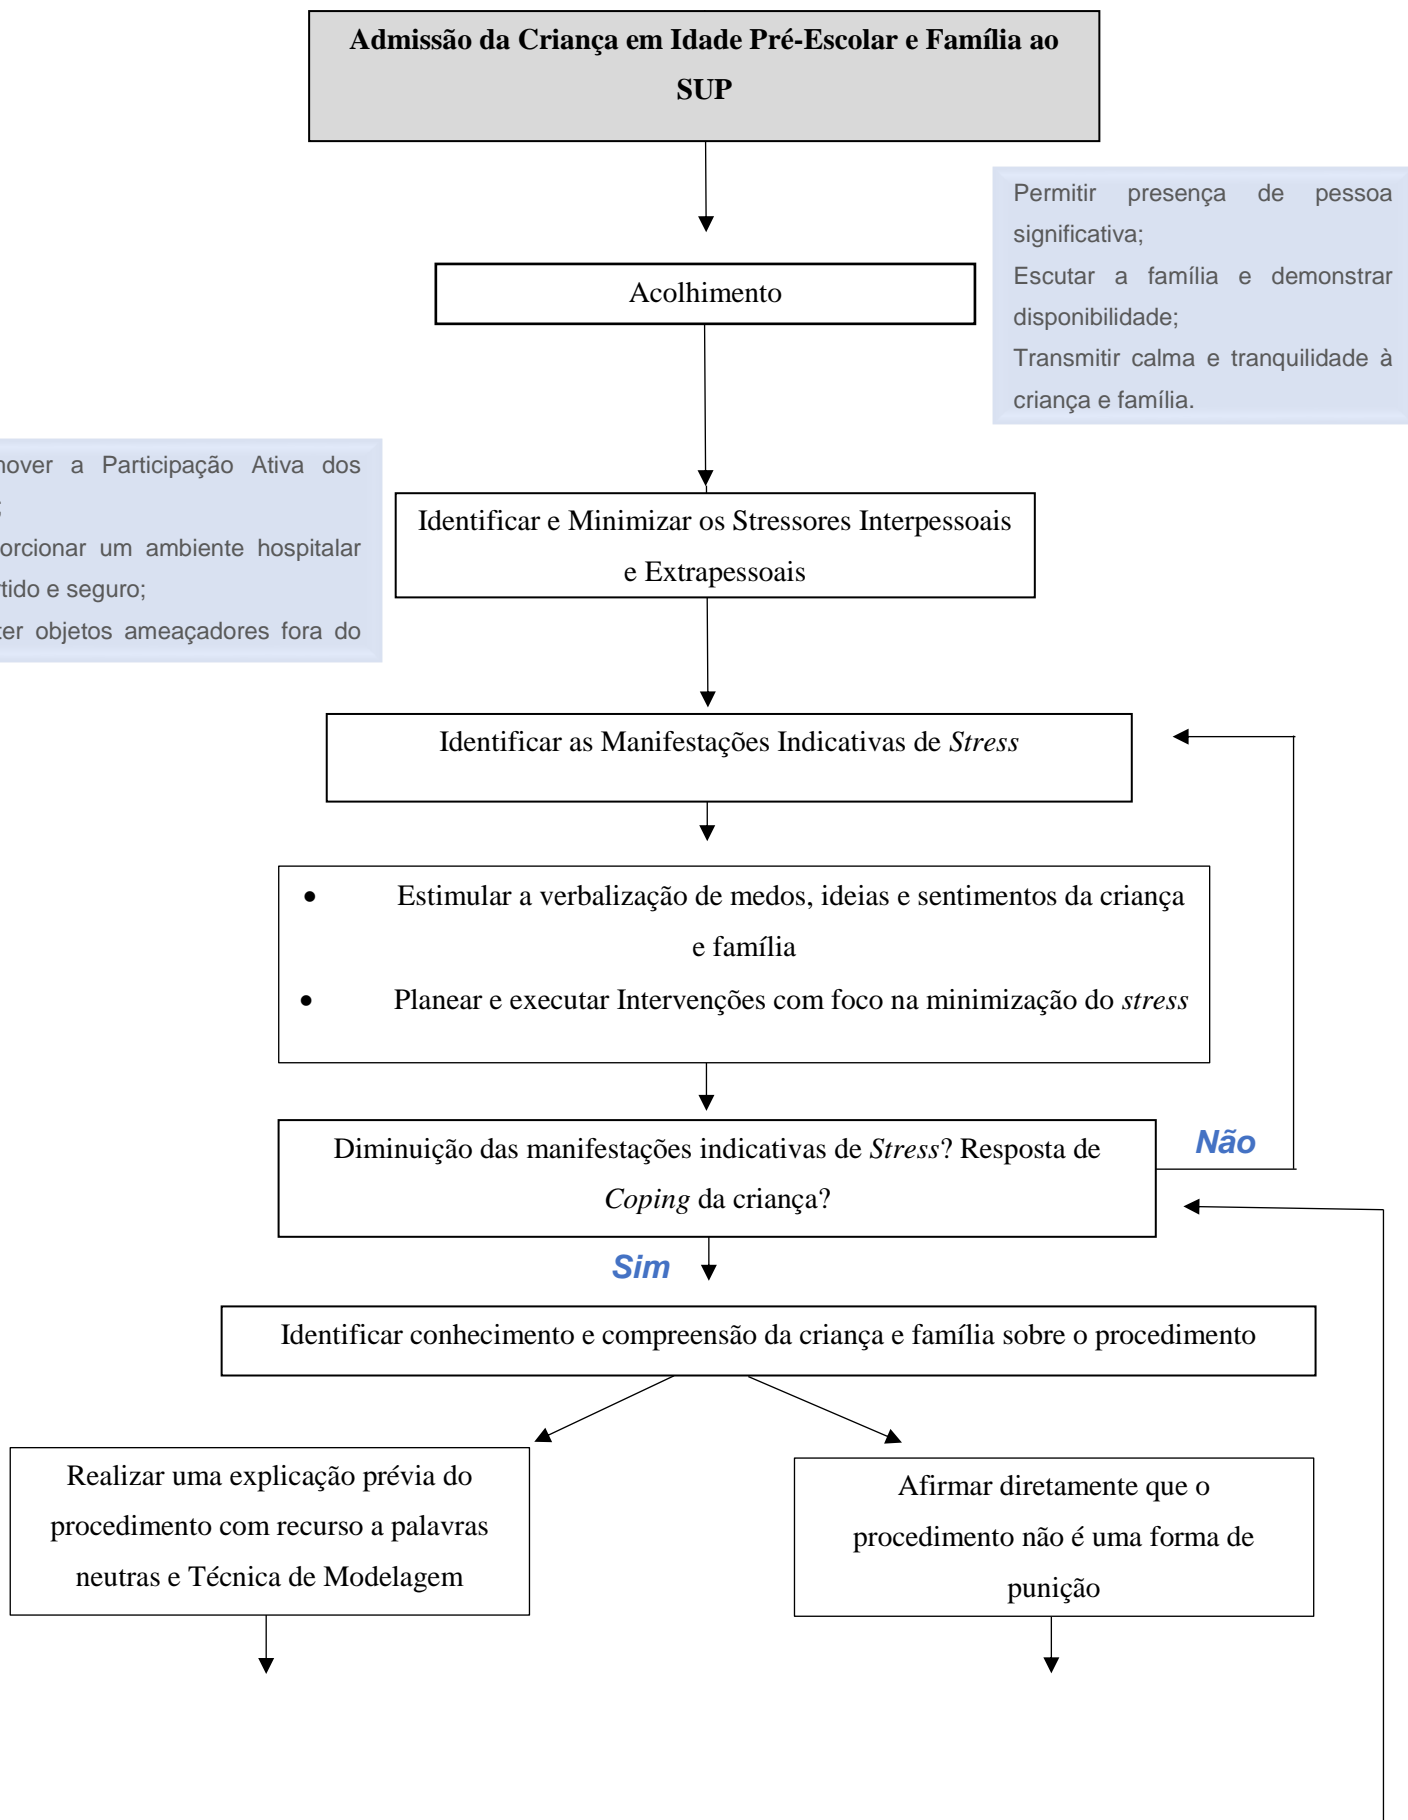 Admissão da Criança em Idade Pré-Escolar e Família ao
SUP
Permitir presença de pessoa
significativa;
Escutar a família e demonstrar
disponibilidade;
Transmitir calma e tranquilidade à
criança e família.
Acolhimento
a Participação Ativa dos
um ambiente hospitalar
e seguro;
objetos ameaçadores fora do
Identificar e Minimizar os Stressores Interpessoais
e Extrapessoais
Identificar as Manifestações Indicativas de Stress
• Estimular a verbalização de medos, ideias e sentimentos da criança
e família
• Planear e executar Intervenções com foco na minimização do stress
Diminuição das manifestações indicativas de Stress? Resposta de
Coping da criança?
Não
Sim
Identificar conhecimento e compreensão da criança e família sobre o procedimento
Realizar uma explicação prévia do
procedimento com recurso a palavras
neutras e Técnica de Modelagem
Afirmar diretamente que o
procedimento não é uma forma de
punição